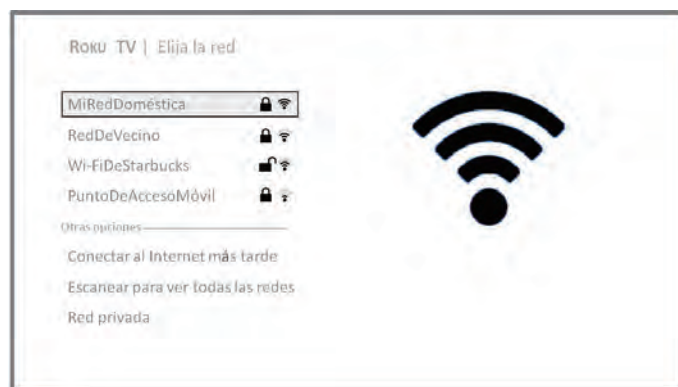 ROKU TV | Elija la red
MiRedDoméstica
RedDeVecino
Wi-FiDeStarbucks
PuntoDeAccesoMóvil
Otras opciones
Conectar al Internet más tarde
Escanear para ver todas las redes
Red privada